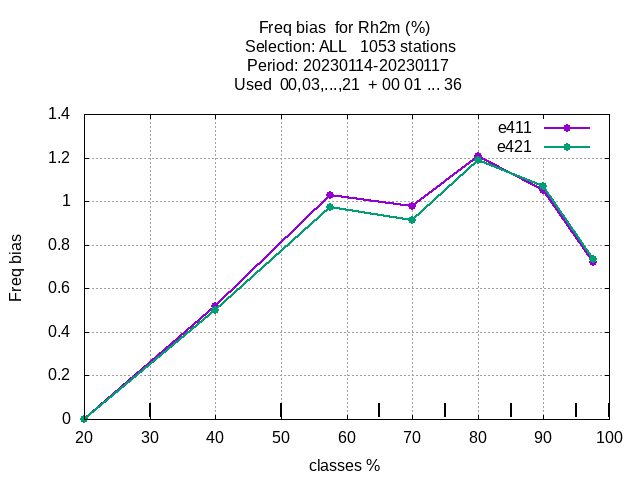 Freq bias  for Rh2m (%)
Selection: ALL   1053 stations
Period: 20230114-20230117
Used  00,03,...,21  + 00 01 ... 36
e411
e421
1.4
1.2
1
0.8
0.6
0.4
0.2
0
Freq bias
20 30 40 50 60 70 80 90 100
classes %